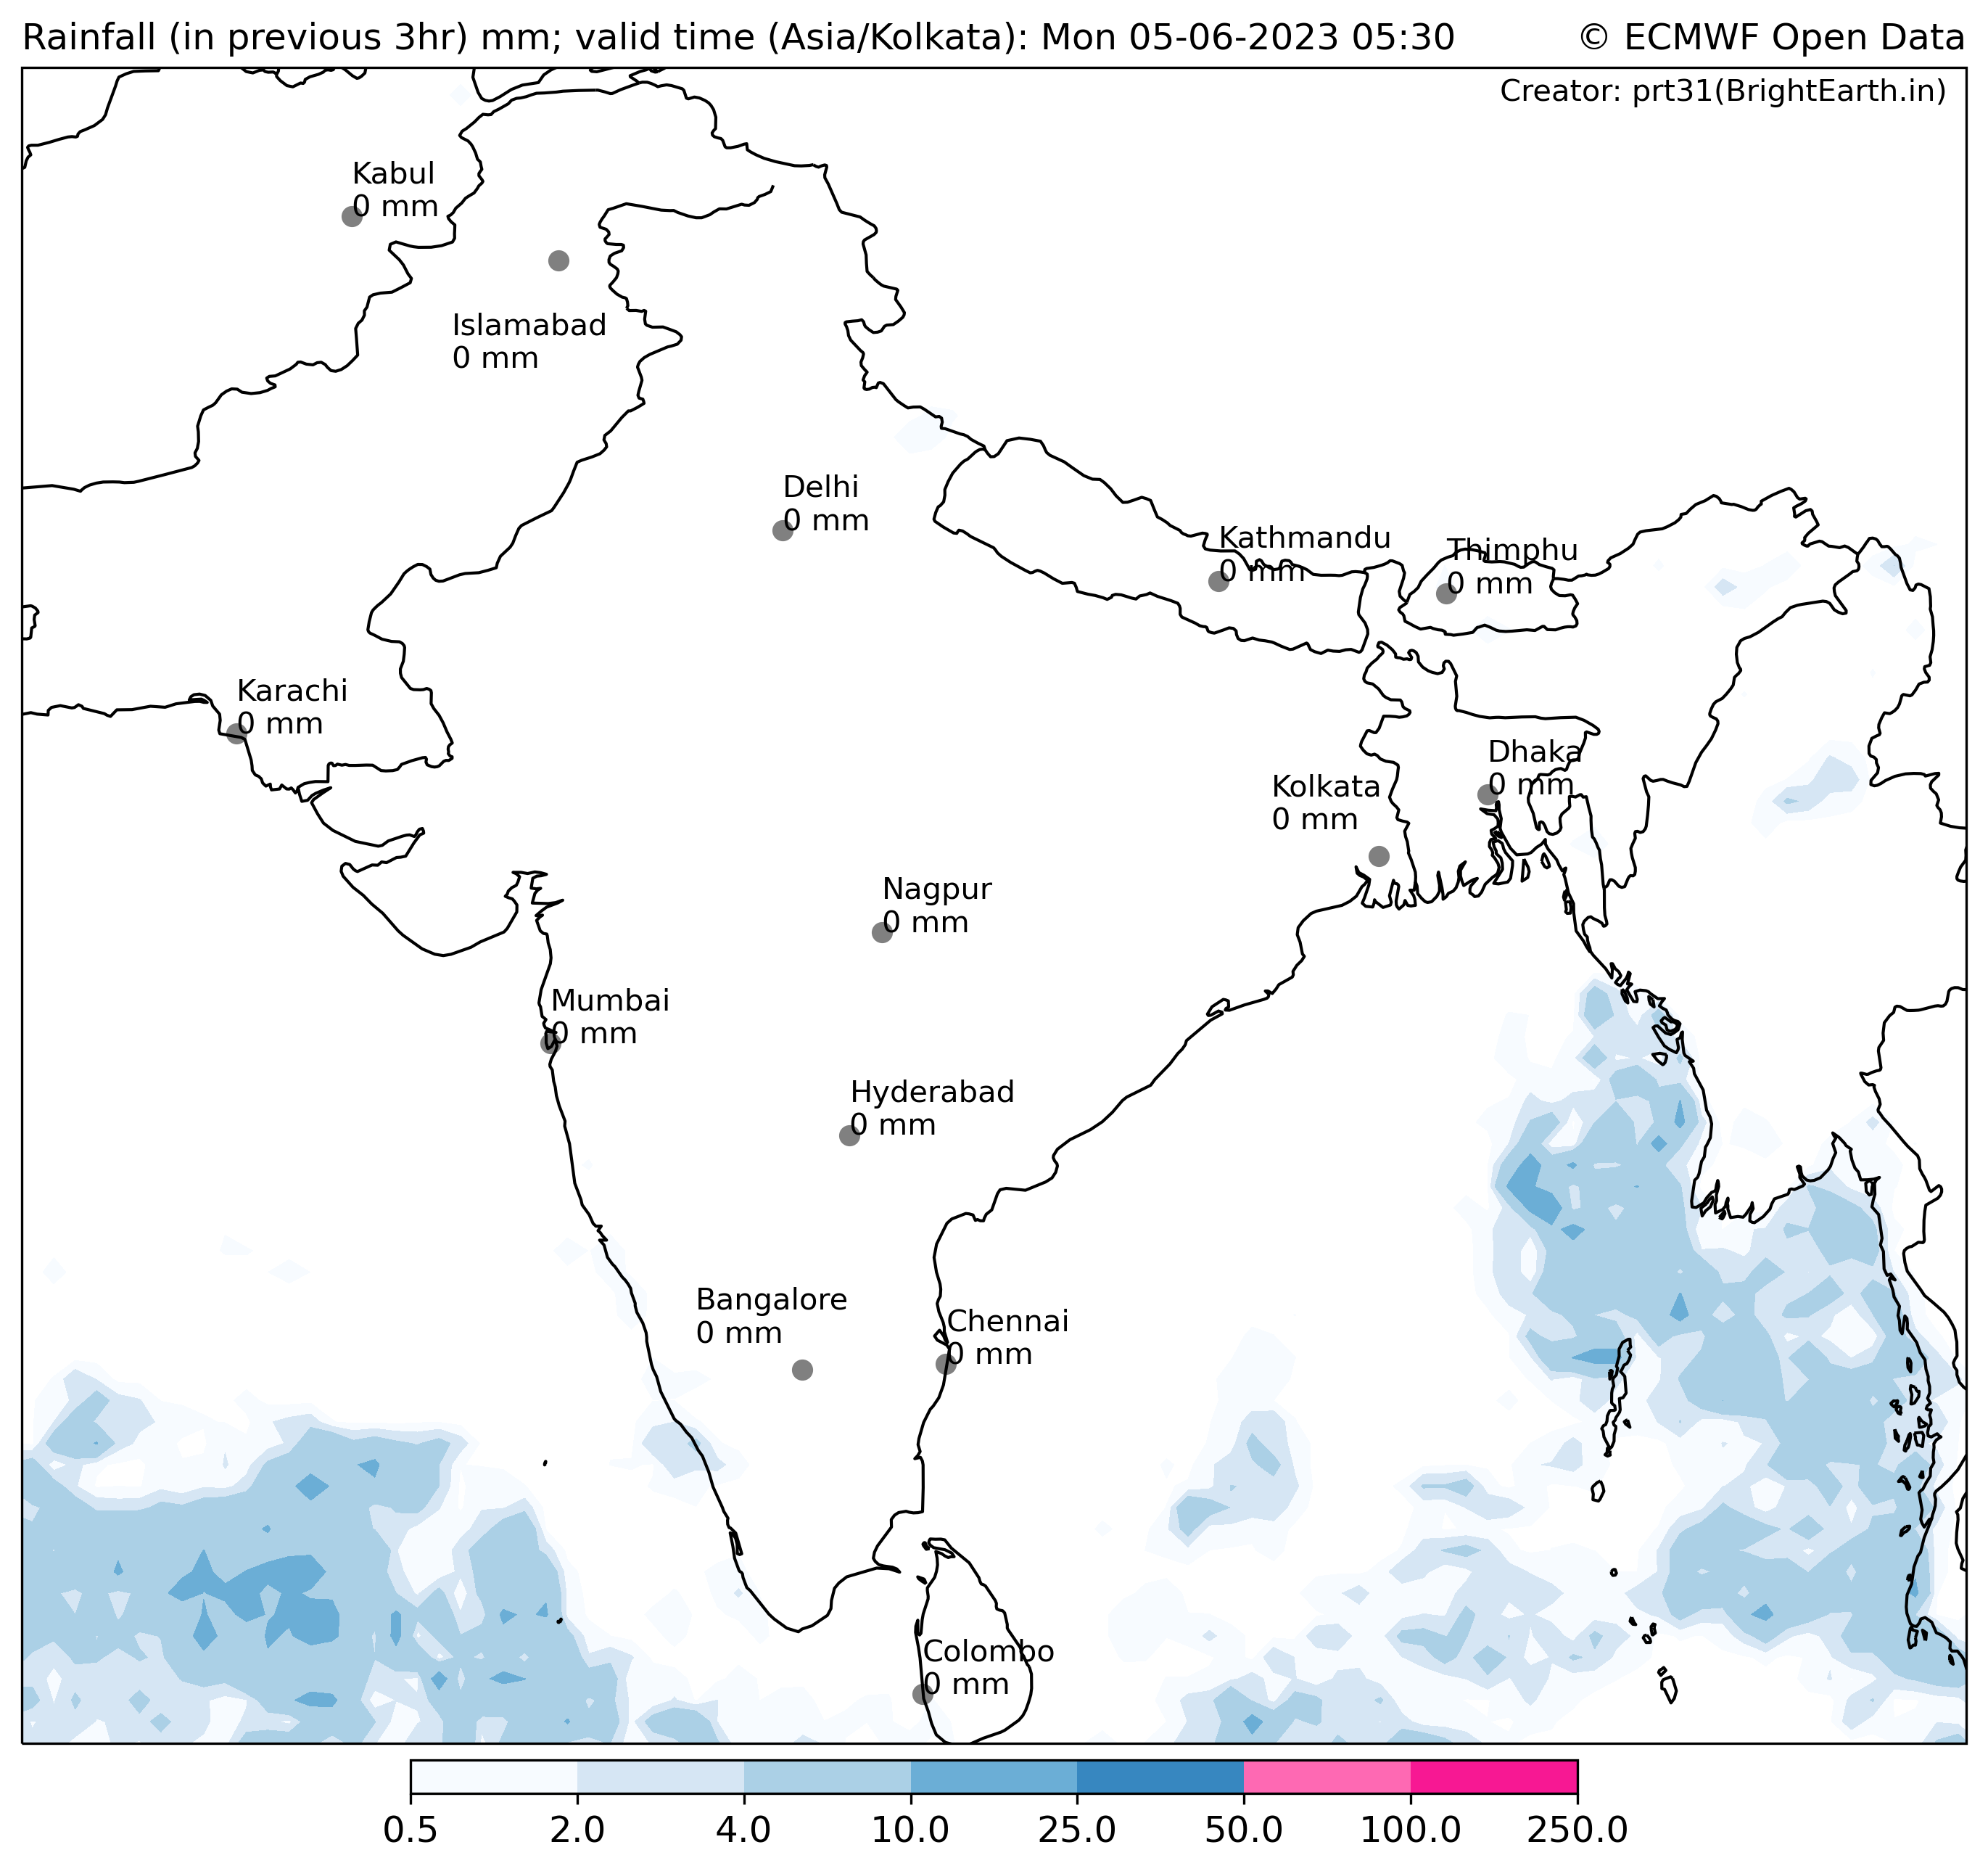 Rainfall (in previous 3hr) mm; valid time (Asia/Kolkata): Mon 05-06-2023 05:30
© ECMWF Open Data
Creator: prt31(BrightEarth.in)
Kabul
0 mm
Islamabad
0 mm
Delhi
0 mm
Kathmandu
0 mm
Thimphu
0 mm
Karachi
0 mm
Dhaka
0 mm
Kolkata
0 mm
Nagpur
0 mm
Mumbai
0 mm
Hyderabad
0 mm
Bangalore
0 mm
Chennai
0 mm
Colombo
0 mm
0.5 2.0 4.0 10.0 25.0 50.0 100.0 250.0